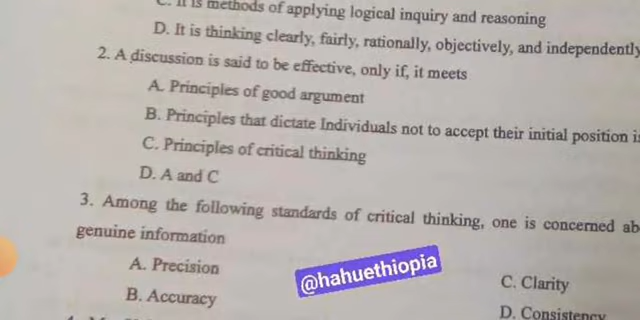 C. It is methods of applying logical inquiry and reasoning
D. It is thinking clearly, fairly, rationally, objectively, and independently
2. A discussion is said to be effective, only if, it meets
A. Principles of good argument
B. Principles that dictate Individuals not to accept their initial position
C. Principles of critical thinking
D. A and C
3. Among the following standards of critical thinking, one is concerned
genuine information
A. Precision
C. Clarity
B. Accuracy
D. Consistency
@hahuethiopia